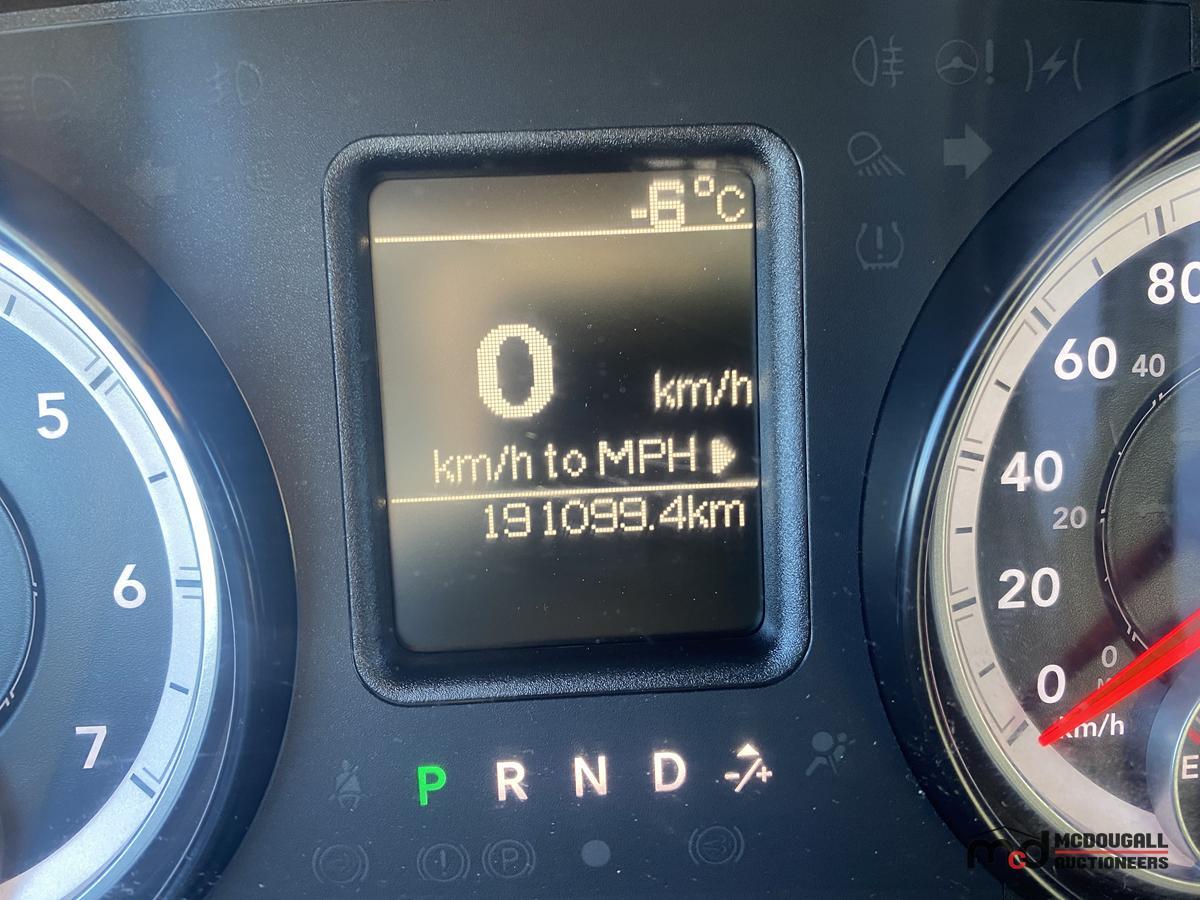 -6°C
0 km/h
km/h to MPH
191099.4km
5
6
7
80
60 40
40
20
20
0 0
km/h
E
P R N D -/+
P
mcd MCDOUGALL
AUCTIONEERS